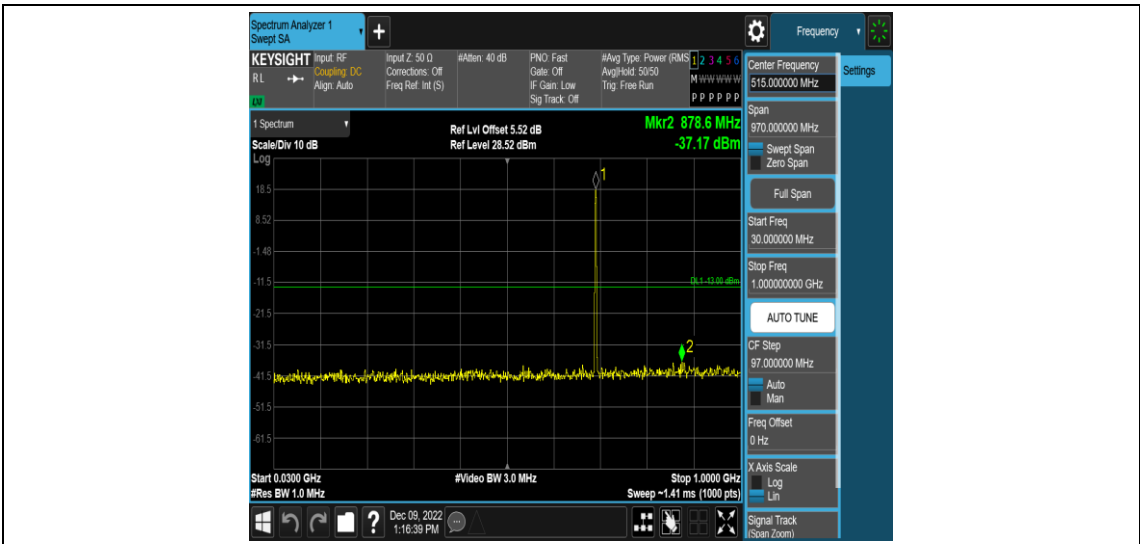 Spectrum Analyzer 1
Swept SA
+
Frequency
KEYSIGHT
RL
LXI
Input: RF
Coupling: DC
Align: Auto
Input Z: 50 Ω
Corrections: Off
Freq Ref: Int (S)
#Atten: 40 dB
PNO: Fast
Gate: Off
IF Gain: Low
Sig Track: Off
#Avg Type: Power (RMS
Avg|Hold: 50/50
Trig: Free Run
1 2 3 4 5 6
M W W W W W
P P P P P P
Center Frequency
515.000000 MHz
Settings
Span
970.000000 MHz
Swept Span
Zero Span
Full Span
Start Freq
30.000000 MHz
Stop Freq
1.000000000 GHz
AUTO TUNE
CF Step
97.000000 MHz
Auto
Man
Freq Offset
0 Hz
X Axis Scale
Log
Lin
Signal Track
(Span Zoom)
1 Spectrum
Scale/Div 10 dB
Log
Ref Lvl Offset 5.52 dB
Ref Level 28.52 dBm
Mkr2 878.6 MHz
-37.17 dBm
1
18.5
8.52
-1.48
-11.5
DL1 -13.00 dBm
-21.5
-31.5
2
-41.5
-51.5
-61.5
Start 0.0300 GHz
#Video BW 3.0 MHz
Stop 1.0000 GHz
#Res BW 1.0 MHz
Sweep ~1.41 ms (1000 pts)
?
Dec 09, 2022
1:16:39 PM